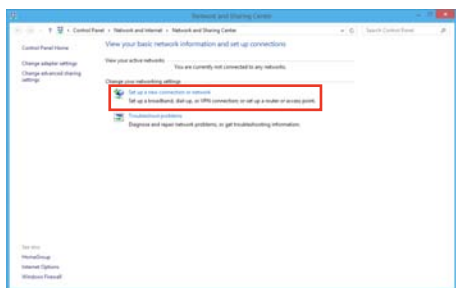 Network and Sharing Center
Control Panel > Network and Internet > Network and Sharing Center
Search Control Panel
Control Panel Home
Change adapter settings
Change advanced sharing
settings
View your basic network information and set up connections
View your active networks
You are currently not connected to any networks.
Change your networking settings
Set up a new connection or network
Set up a broadband, dial-up, or VPN connection; or set up a router or access point.
Troubleshoot problems
Diagnose and repair network problems, or get troubleshooting information.
See also
HomeGroup
Internet Options
Windows Firewall